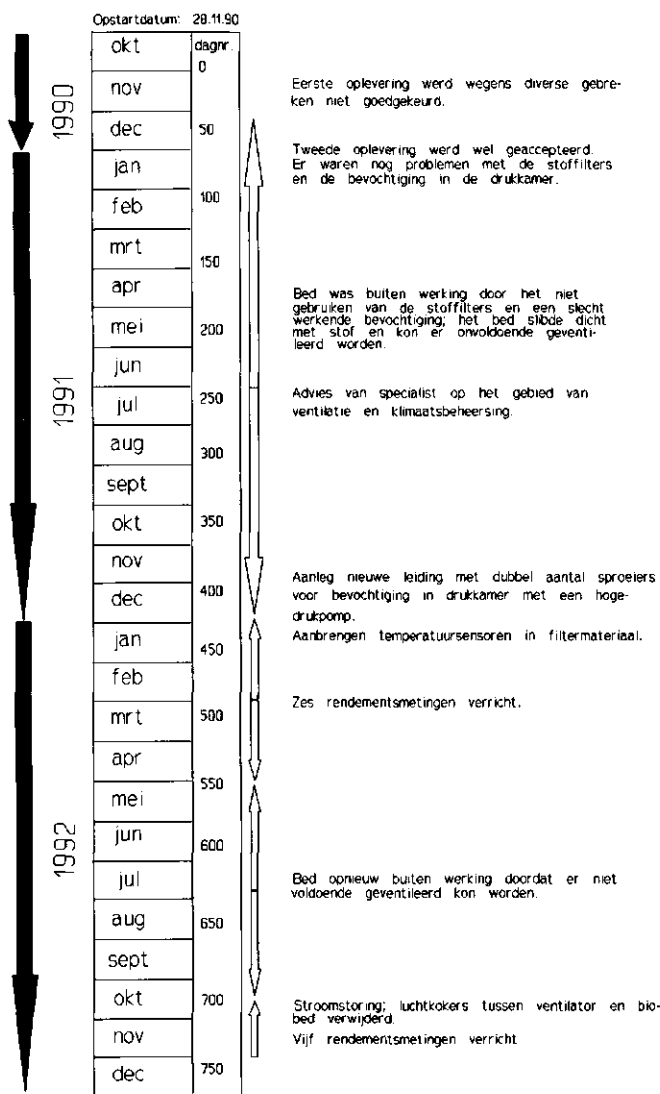 Opstartdatum: 28.11.90
okt
dagnr.
0
nov
Eerste oplevering werd wegens diverse gebre-
ken niet goedgekeurd.
1990
dec
50
Tweede oplevering werd wel geaccepteerd.
Er waren nog problemen met de stoffilters
en de bevochtiging in de drukkamer.
jan
feb
100
mrt
150
apr
Bed was buiten werking door het niet
gebruiken van de stoffilters en een slecht
werkende bevochtiging; het bed slibde dicht
met stof en kon er onvoldoende geventi-
leerd worden.
mei
200
jun
1991
jul
250
Advies van specialist op het gebied van
ventilatie en klimaatsbeheersing.
aug
300
sept
okt
350
nov
dec
400
Aanleg nieuwe leiding met dubbel aantal sproeiers
voor bevochtiging in drukkamer met een hoge-
drukpomp.
jan
450
Aanbrengen temperatuursensoren in filtermateriaal.
feb
mrt
500
Zes rendementsmetingen verricht.
apr
550
mei
1992
jun
600
jul
Bed opnieuw buiten werking doordat er niet
voldoende geventileerd kon worden.
aug
650
sept
okt
700
Stroomstoring; luchtkokers tussen ventilator en bio-
bed verwijderd.
nov
Vijf rendementsmetingen verricht
dec
750